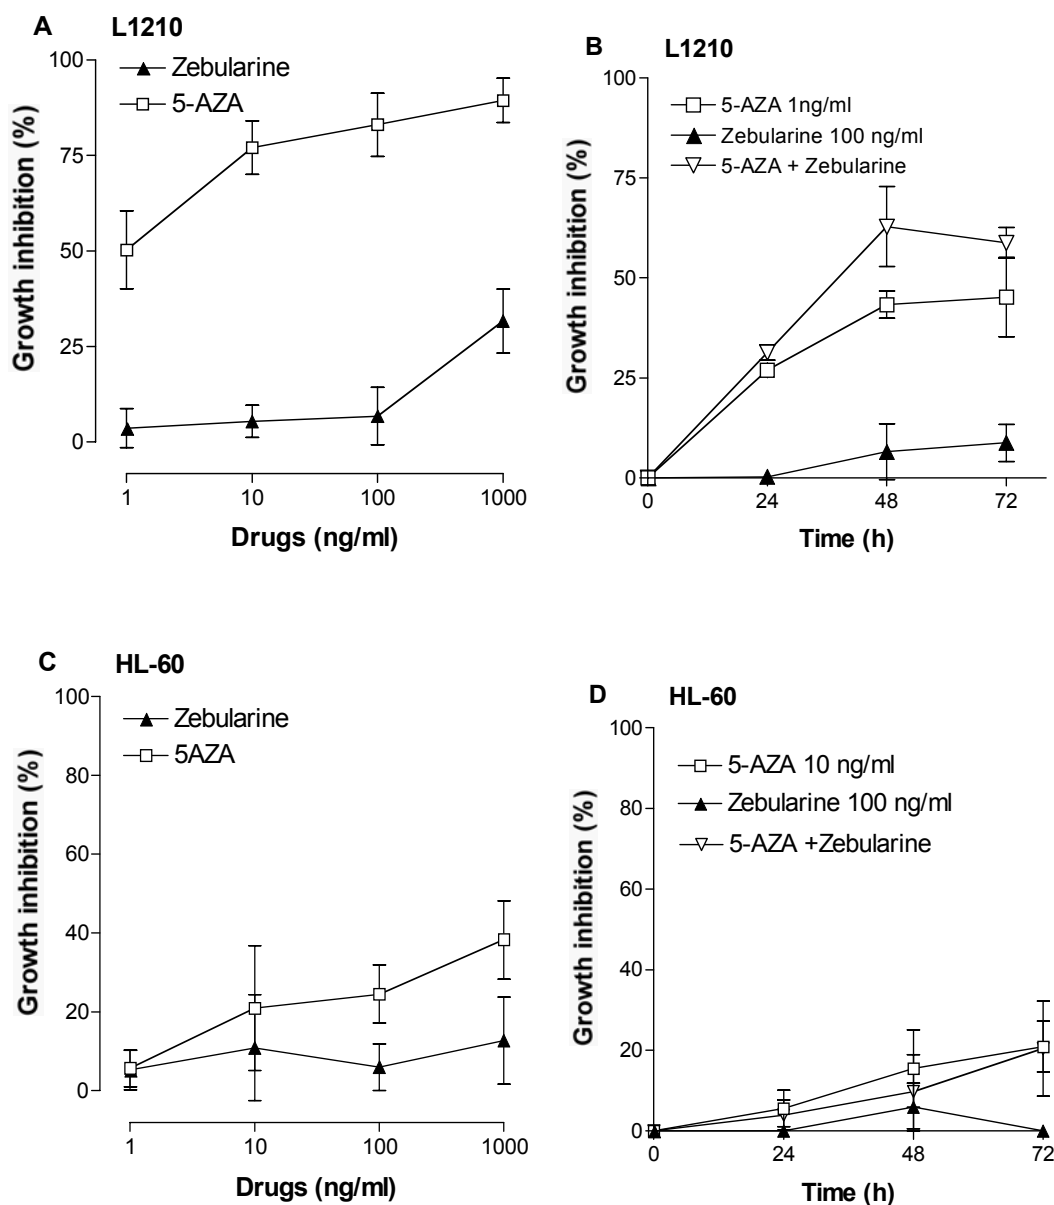 A L1210
Zebularine
5-AZA
Growth inhibition (%)
100
75
50
25
0
1 10 100 1000
Drugs (ng/ml)
B L1210
5-AZA 1ng/ml
Zebularine 100 ng/ml
5-AZA + Zebularine
Growth inhibition (%)
100
75
50
25
0
0 24 48 72
Time (h)
C HL-60
Zebularine
5AZA
Growth inhibition (%)
100
80
60
40
20
0
1 10 100 1000
Drugs (ng/ml)
D HL-60
5-AZA 10 ng/ml
Zebularine 100 ng/ml
5-AZA +Zebularine
Growth inhibition (%)
100
80
60
40
20
0
0 24 48 72
Time (h)